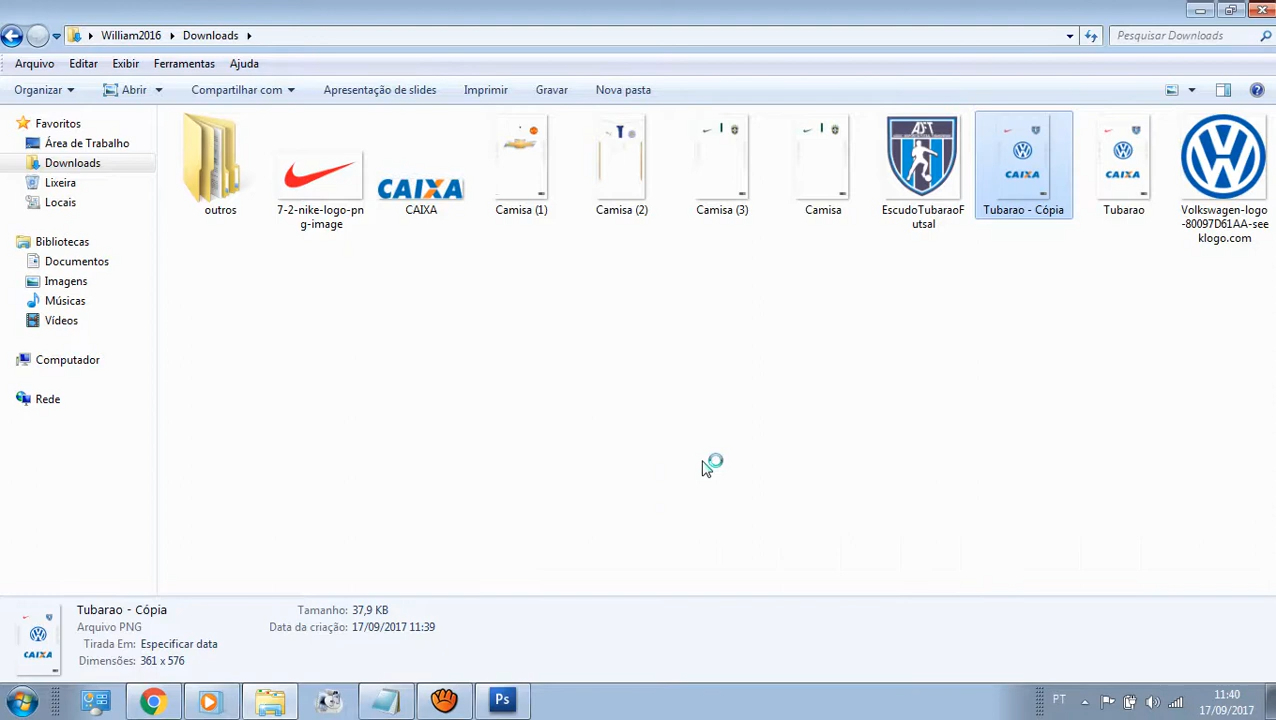 William2016 Downloads
Pesquisar Downloads
Arquivo Editar Exibir Ferramentas Ajuda
Organizar Abrir Compartilhar com Apresentação de slides Imprimir Gravar Nova pasta
Favoritos
Área de Trabalho
Downloads
Lixeira
Locais
Bibliotecas
Documentos
Imagens
Músicas
Vídeos
Computador
Rede
outros
7-2-nike-logo-pn
g-image
CAIXA
CAIXA
Camisa (1)
Camisa (2)
Camisa (3)
Camisa
EscudoTubaraoF
utsal
CAIXA
Tubarao - Cópia
CAIXA
Tubarao
Volkswagen-logo
-80097D61AA-see
klogo.com
CAIXA
Tubarao - Cópia
Arquivo PNG
Tirada Em: Especificar data
Dimensões: 361 x 576
Tamanho: 37,9 KB
Data da criação: 17/09/2017 11:39
Ps
PT
11:40
17/09/2017